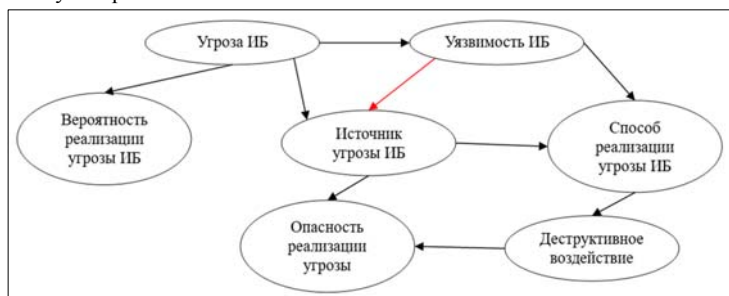 Угроза ИБ
Уязвимость ИБ
Вероятность
реализации
угрозы ИБ
Источник
угрозы ИБ
Способ
реализации
угрозы ИБ
Опасность
реализации
угрозы
Деструктивное
воздействие